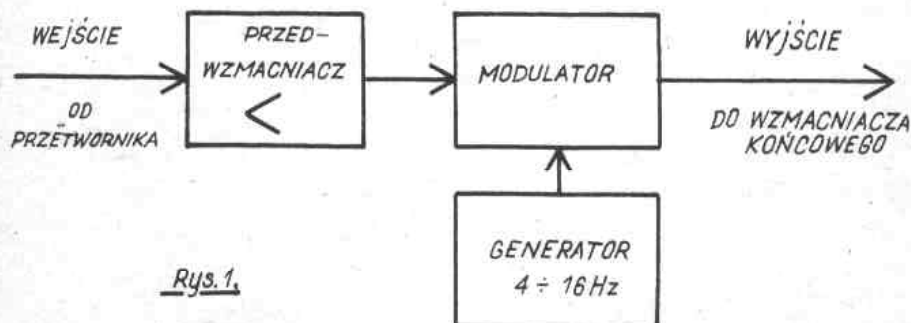 WEJŚCIE
OD
PRZETWORNIKA
PRZED-
WZMACNIACZ
<
MODULATOR
WYJŚCIE
DO WZMACNIACZA
KOŃCOWEGO
GENERATOR
4 ÷ 16 Hz
Rys. 1.